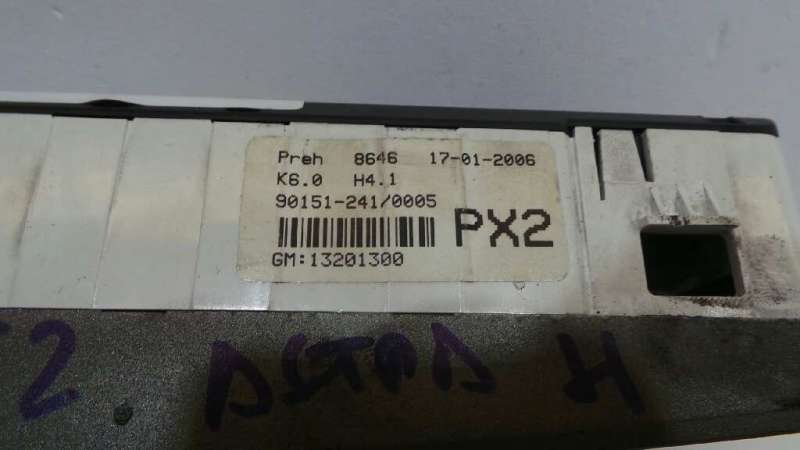 Preh 8646 17-01-2006
K6.0 H4.1
90151-241/0005
PX2
GM:13201300
2 ASTRA H